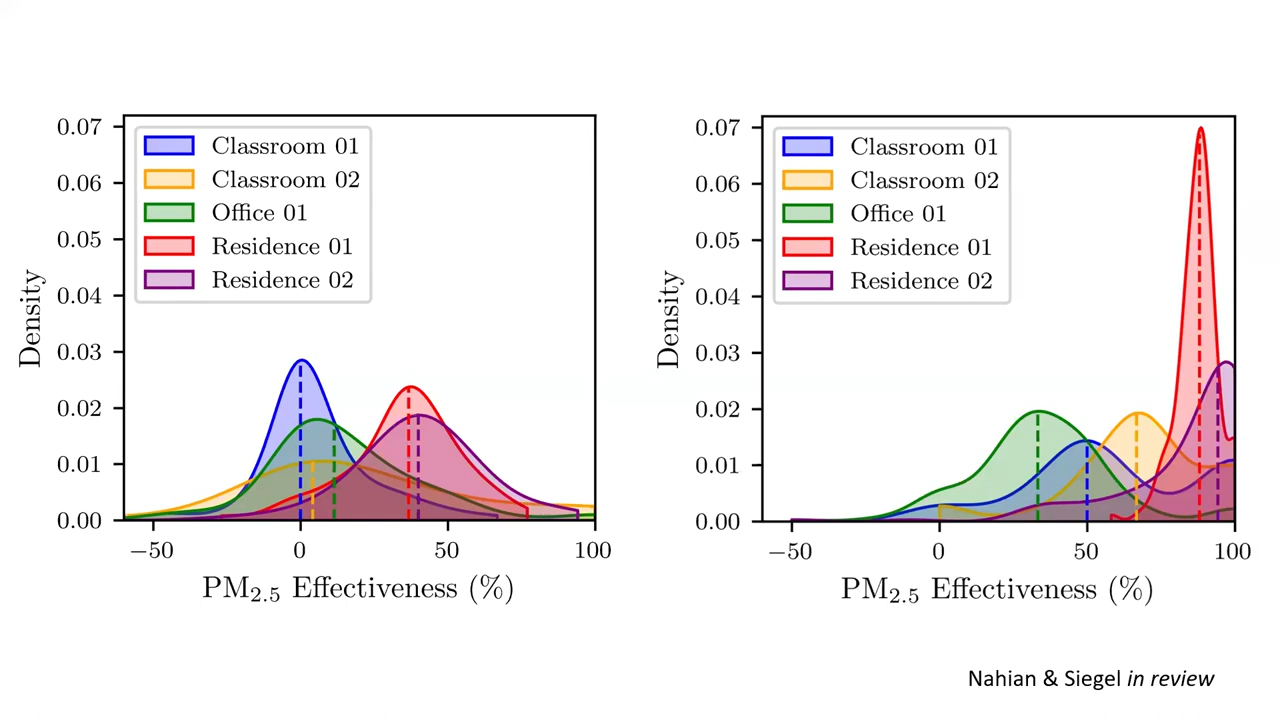 0.07
0.06
0.05
0.04
0.03
0.02
0.01
0.00
Density
Classroom 01
Classroom 02
Office 01
Residence 01
Residence 02
−50
0
50
100
PM2.5 Effectiveness (%)
0.07
0.06
0.05
0.04
0.03
0.02
0.01
0.00
Density
Classroom 01
Classroom 02
Office 01
Residence 01
Residence 02
−50
0
50
100
PM2.5 Effectiveness (%)
Nahian & Siegel in review